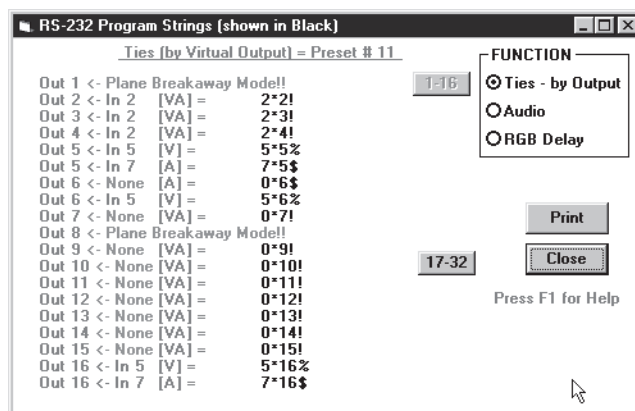 RS-232 Program Strings (shown in Black)
Ties (by Virtual Output) = Preset # 11
Out 1 <- Plane Breakaway Mode!!
Out 2 <- In 2 [VA] = 2*2!
Out 3 <- In 2 [VA] = 2*3!
Out 4 <- In 2 [VA] = 2*4!
Out 5 <- In 5 [V] = 5*5%
Out 5 <- In 7 [A] = 7*5$
Out 6 <- None [A] = 0*6$
Out 6 <- In 5 [V] = 5*6%
Out 7 <- None [VA] = 0*7!
Out 8 <- Plane Breakaway Mode!!
Out 9 <- None [VA] = 0*9!
Out 10 <- None [VA] = 0*10!
Out 11 <- None [VA] = 0*11!
Out 12 <- None [VA] = 0*12!
Out 13 <- None [VA] = 0*13!
Out 14 <- None [VA] = 0*14!
Out 15 <- None [VA] = 0*15!
Out 16 <- In 5 [V] = 5*16%
Out 16 <- In 7 [A] = 7*16$
1-16
17-32
FUNCTION
Ties - by Output
Audio
RGB Delay
Print
Close
Press F1 for Help